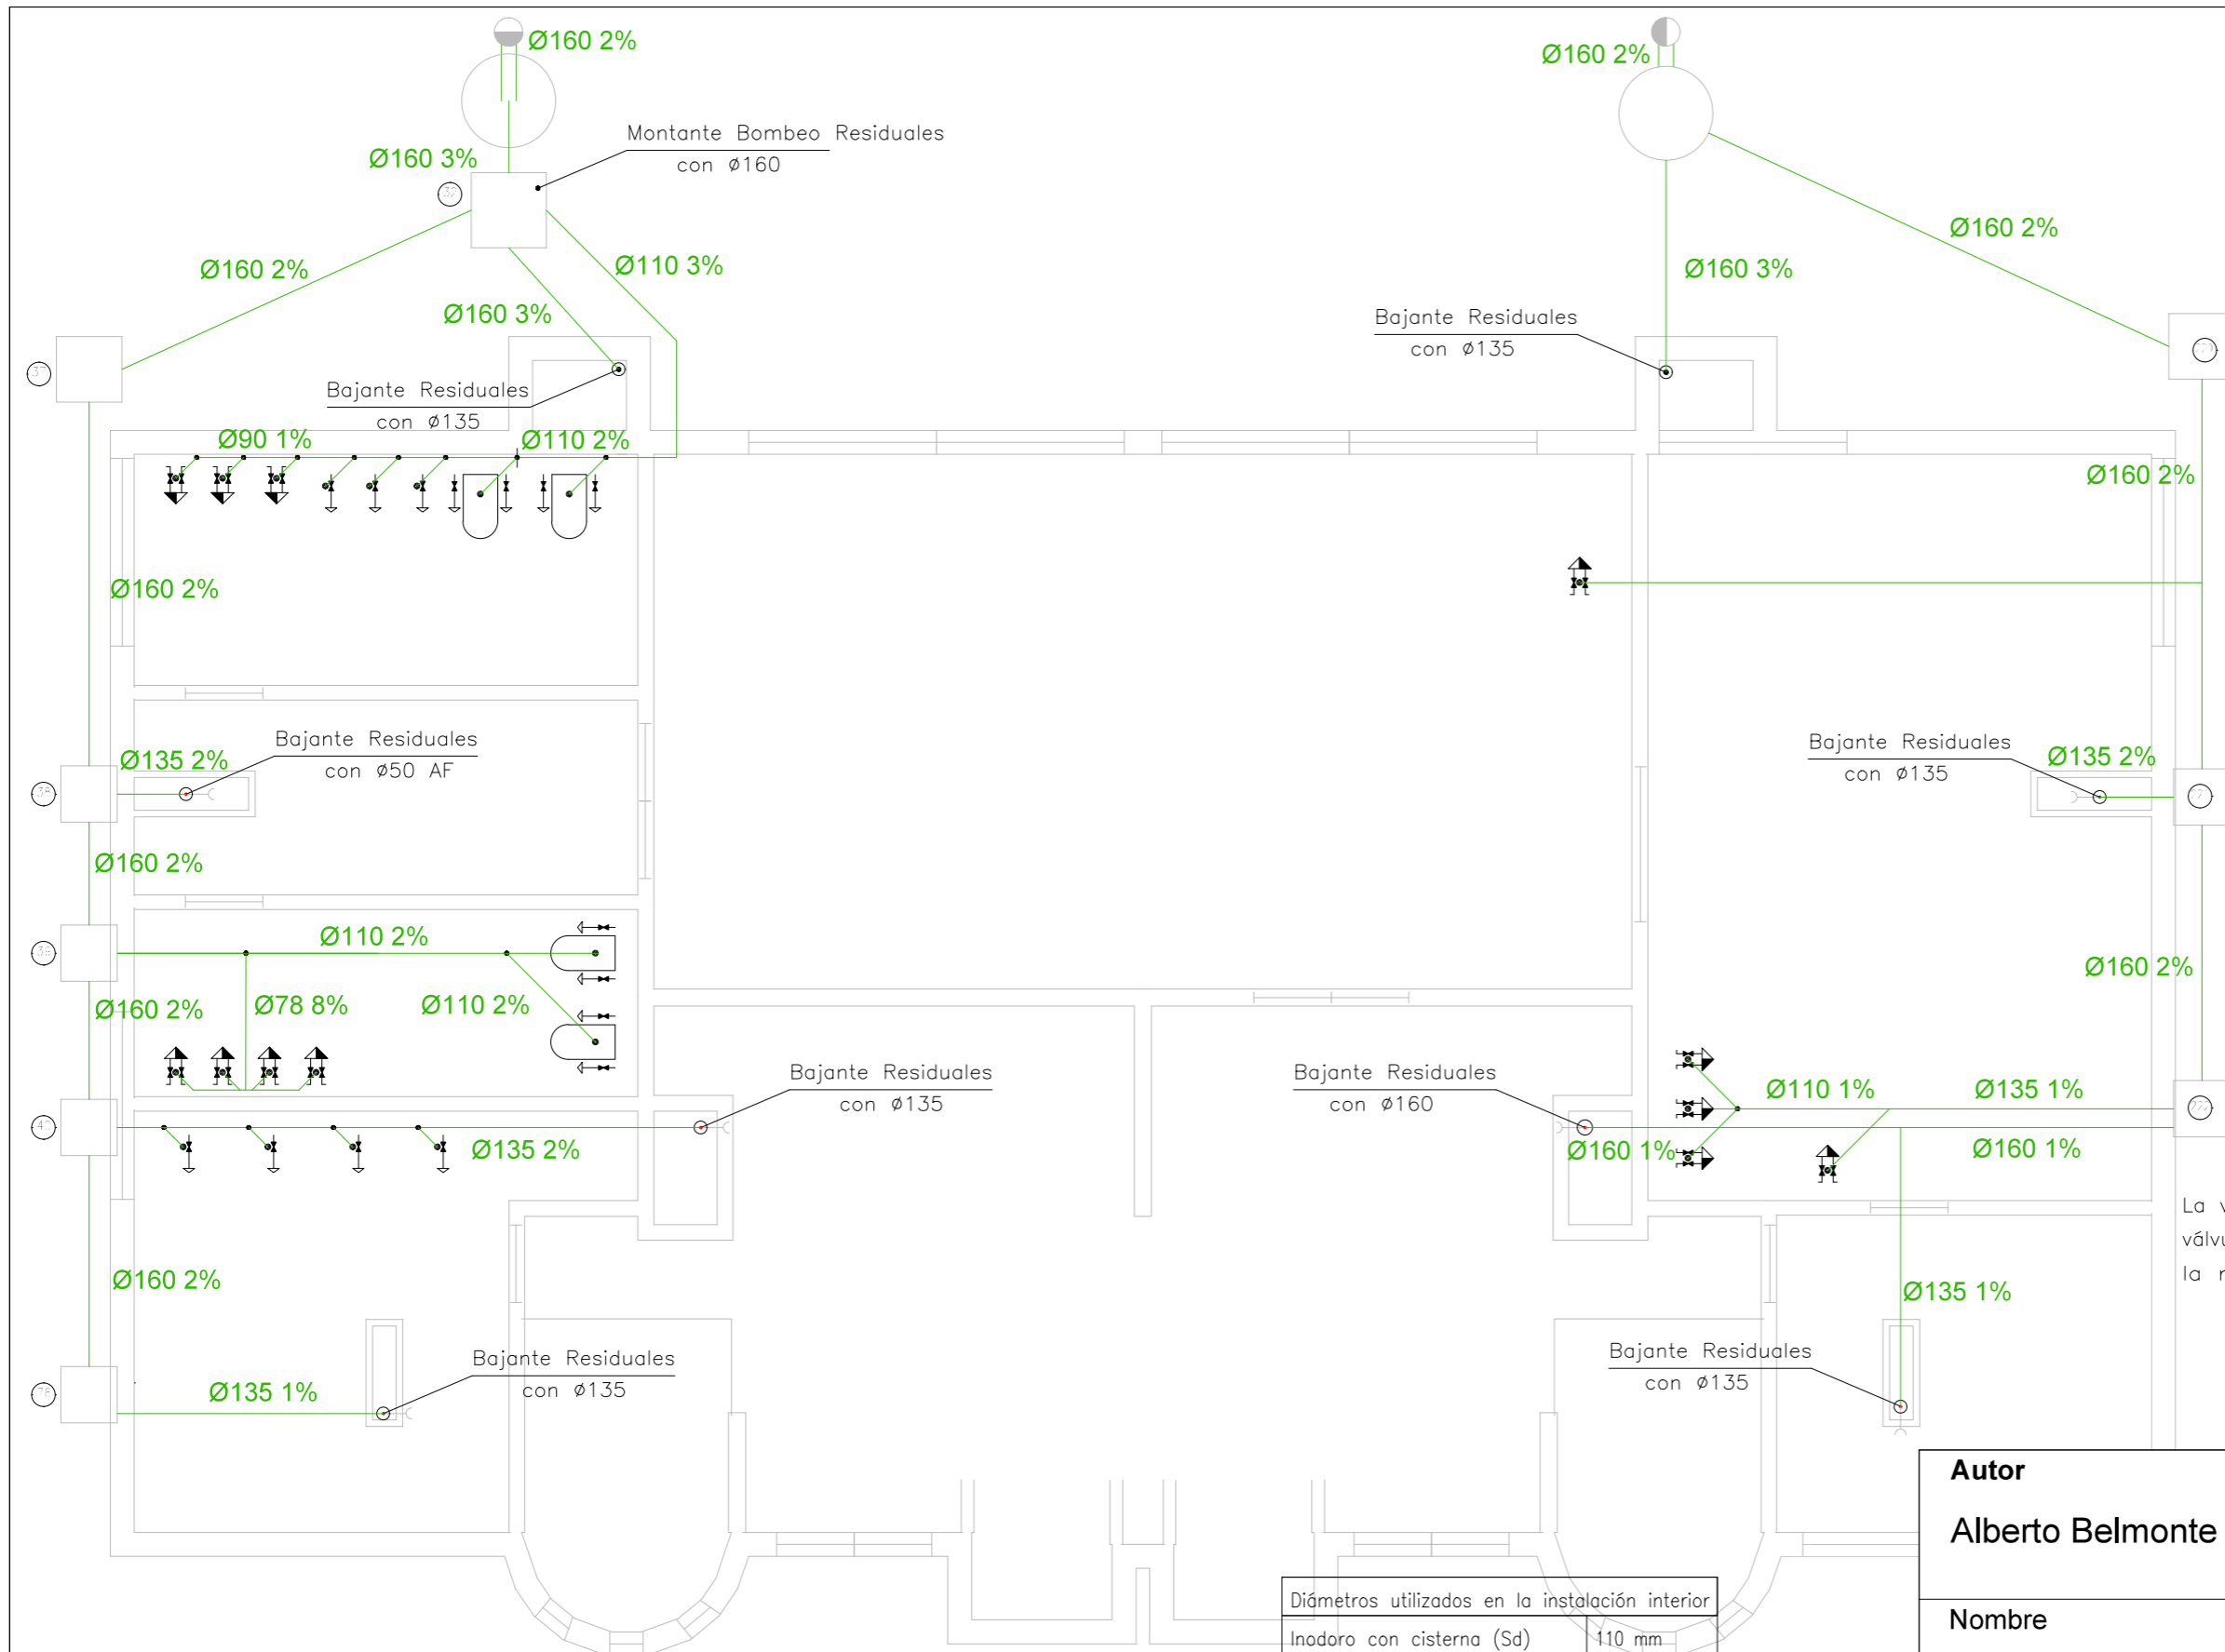 Ø160 2%
Ø160 2%
Montante Bombeo Residuales
con ø160
Ø160 3%
Ø160 2%
Ø160 2%
Ø110 3%
Ø160 3%
Ø160 3%
Bajante Residuales
con ø135
Bajante Residuales
con ø135
37
Ø90 1%
Ø110 2%
Ø160 2%
Ø160 2%
Bajante Residuales
con ø50 AF
Ø135 2%
Bajante Residuales
con ø135
Ø135 2%
38
Ø160 2%
Ø110 2%
Ø160 2%
Ø160 2%
Ø78 8%
Ø110 2%
Bajante Residuales
con ø135
Bajante Residuales
con ø160
Ø110 1%
Ø135 1%
Ø135 2%
Ø160 1%
Ø160 1%
La v
válvu
la r
Ø160 2%
Ø135 1%
Bajante Residuales
con ø135
Bajante Residuales
con ø135
Ø135 1%
Autor
Alberto Belmonte
Diámetros utilizados en la instalación interior
Inodoro con cisterna (Sd) 110 mm
Nombre